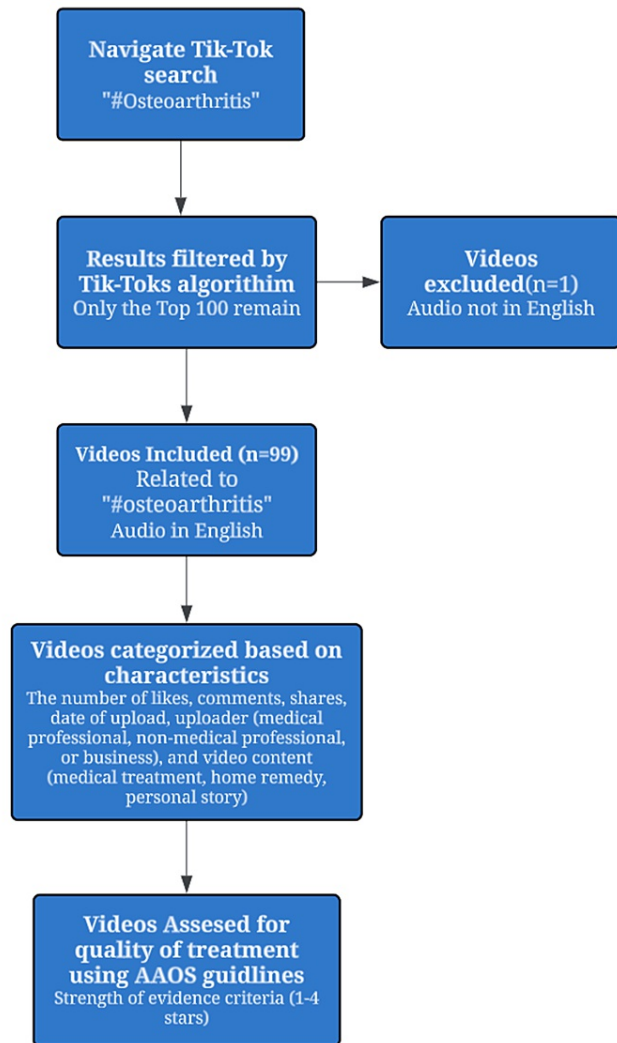 Navigate Tik-Tok
search
"#Osteoarthritis"
Results filtered by
Tik-Toks algorithim
Only the Top 100 remain
Videos
excluded(n=1)
Audio not in English
Videos Included (n=99)
Related to
"#osteoarthritis"
Audio in English
Videos categorized based on
characteristics
The number of likes, comments, shares,
date of upload, uploader (medical
professional, non-medical professional,
or business), and video content
(medical treatment, home remedy,
personal story)
Videos Assesed for
quality of treatment
using AAOS guidlines
Strength of evidence criteria (1-4
stars)